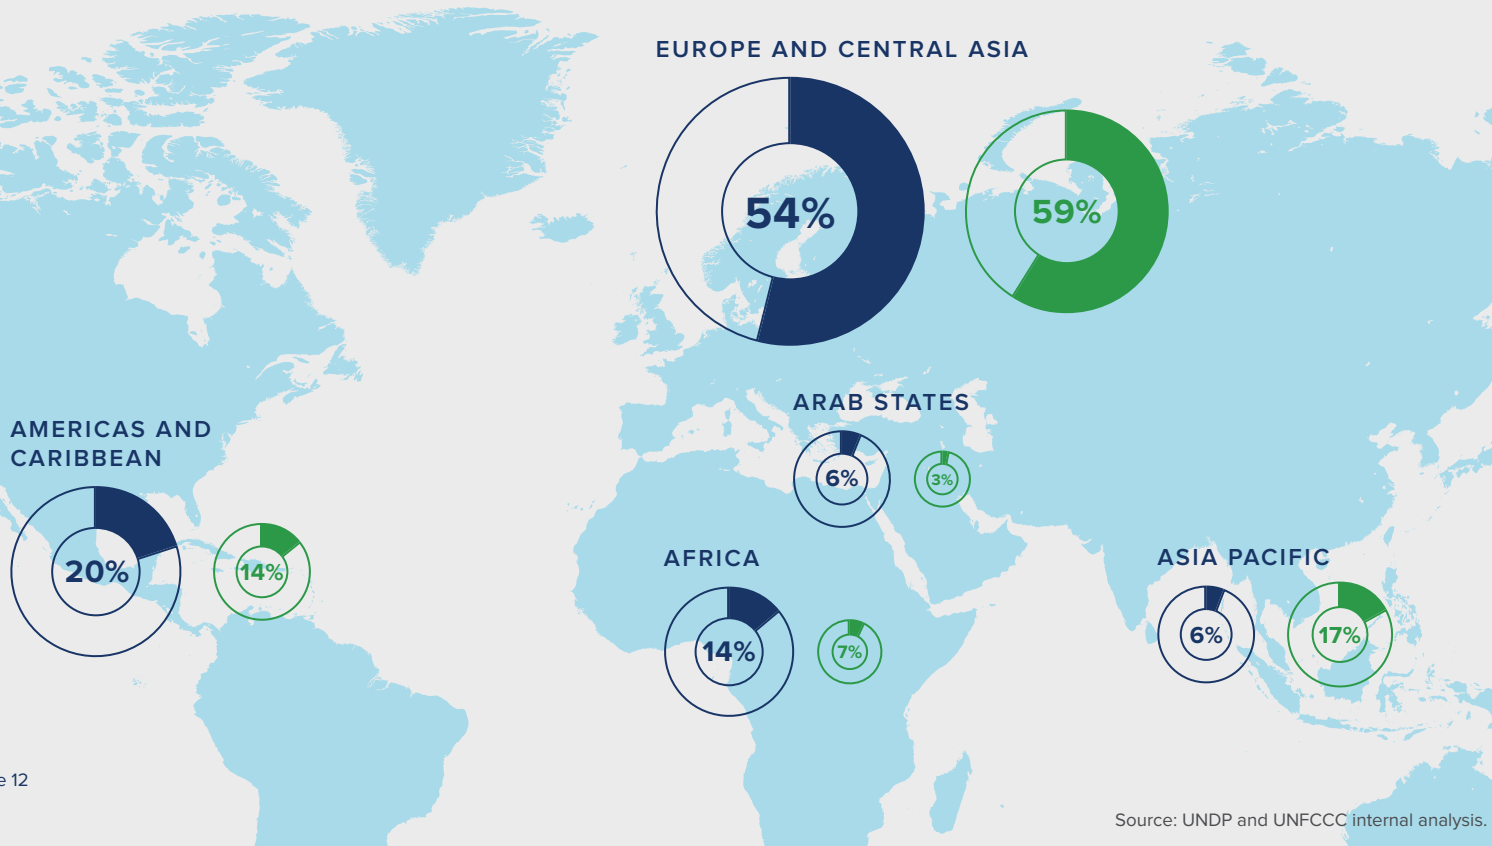 EUROPE AND CENTRAL ASIA
54%
59%
ARAB STATES
6%
3%
AMERICAS AND
CARIBBEAN
20%
14%
AFRICA
14%
7%
ASIA PACIFIC
6%
17%
e 12
Source: UNDP and UNFCCC internal analysis.